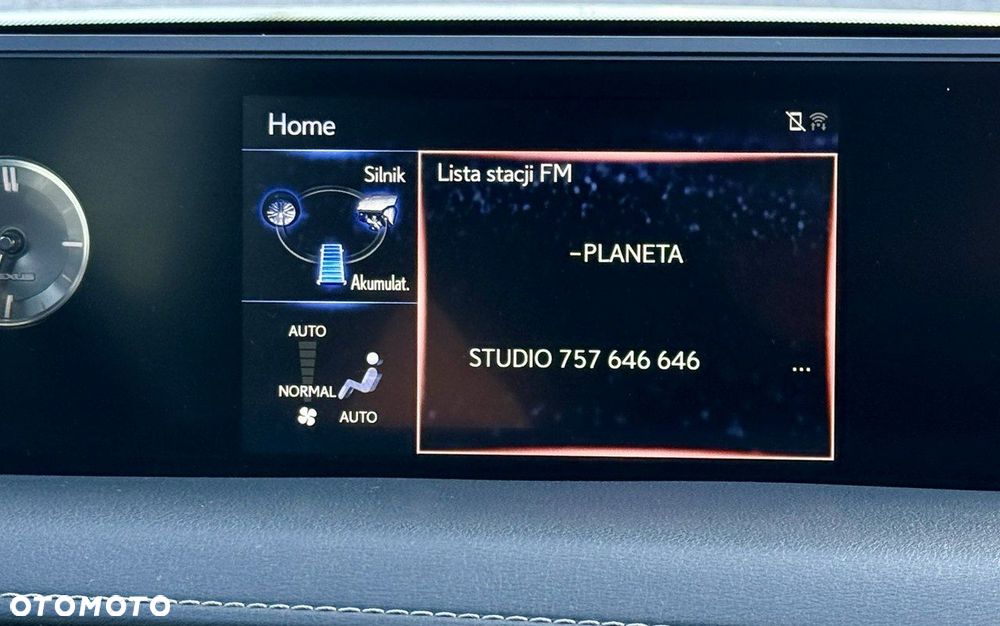 Home
Silnik
Akumulat.
Lista stacji FM
-PLANETA
STUDIO 757 646 646
...
AUTO
NORMAL
AUTO
OTOMOTO